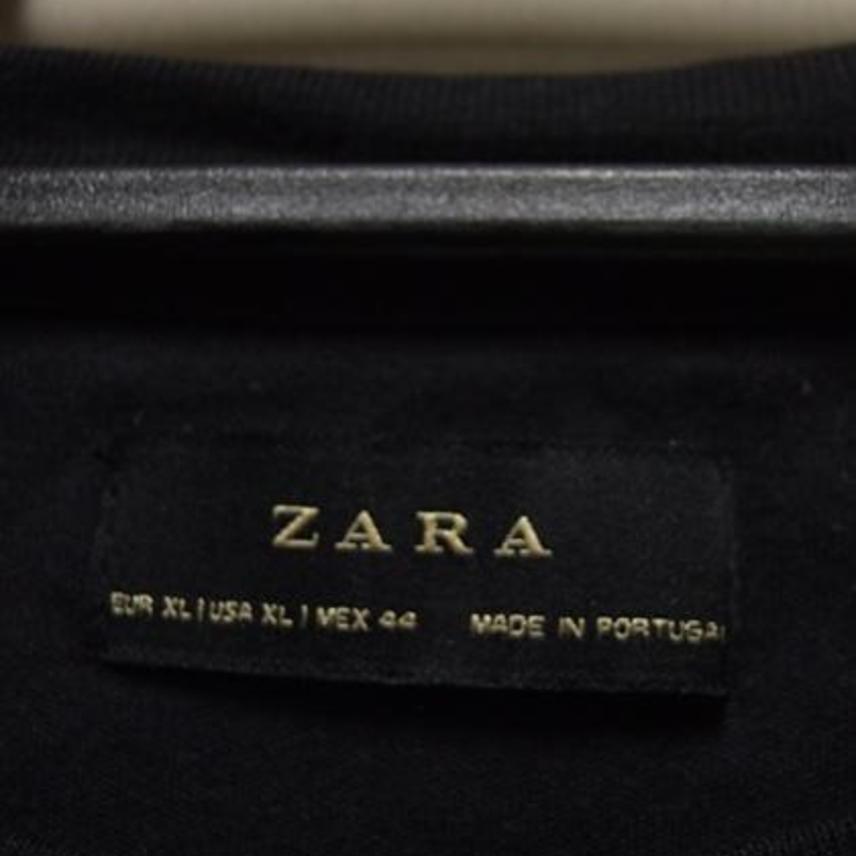 ZARA
EUR XL | USA XL | MEX 44 MADE IN PORTUGAL